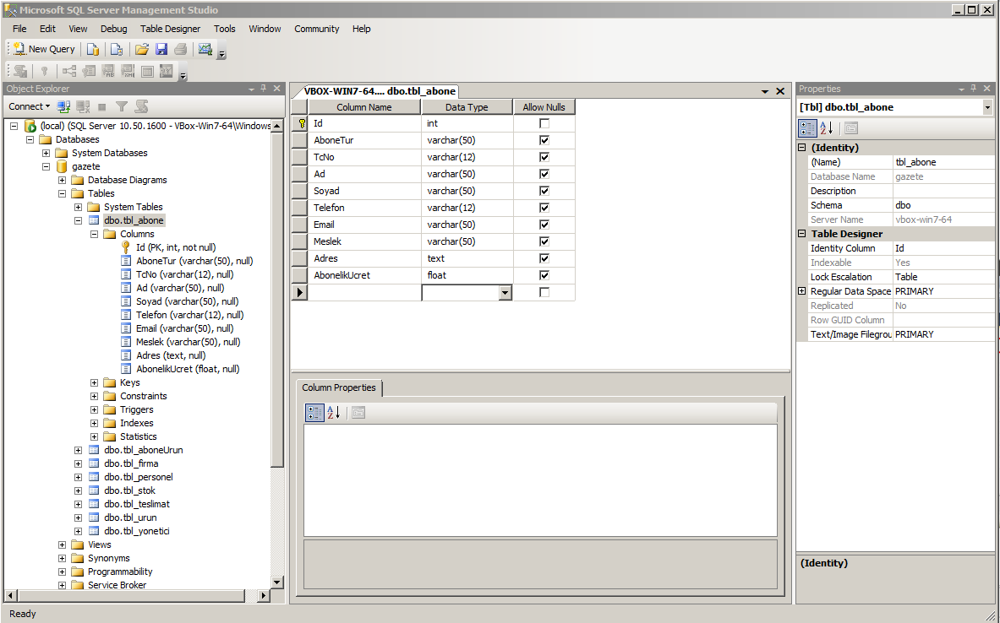 Microsoft SQL Server Management Studio
File Edit View Debug Table Designer Tools Window Community Help
New Query
Object Explorer
Connect
(local) (SQL Server 10.50.1600 - VBox-Win7-64\Windows
Databases
System Databases
gazete
Database Diagrams
Tables
System Tables
dbo.tbl_abone
Columns
Id (PK, int, not null)
AboneTur (varchar(50), null)
TcNo (varchar(12), null)
Ad (varchar(50), null)
Soyad (varchar(50), null)
Telefon (varchar(12), null)
Email (varchar(50), null)
Meslek (varchar(50), null)
Adres (text, null)
AbonelikUcret (float, null)
Keys
Constraints
Triggers
Indexes
Statistics
dbo.tbl_aboneUrun
dbo.tbl_firma
dbo.tbl_personel
dbo.tbl_stok
dbo.tbl_teslimat
dbo.tbl_urun
dbo.tbl_yonetici
Views
Synonyms
Programmability
Service Broker
VBOX-WIN7-64.... dbo.tbl_abone
Column Name Data Type Allow Nulls
Id int
AboneTur varchar(50)
TcNo varchar(12)
Ad varchar(50)
Soyad varchar(50)
Telefon varchar(12)
Email varchar(50)
Meslek varchar(50)
Adres text
AbonelikUcret float
Column Properties
Properties
[Tbl] dbo.tbl_abone
(Identity)
(Name) tbl_abone
Database Name gazete
Description
Schema dbo
Server Name vbox-win7-64
Table Designer
Identity Column Id
Indexable Yes
Lock Escalation Table
Regular Data Space PRIMARY
Replicated No
Row GUID Column
Text/Image Filegrou PRIMARY
(Identity)
Ready